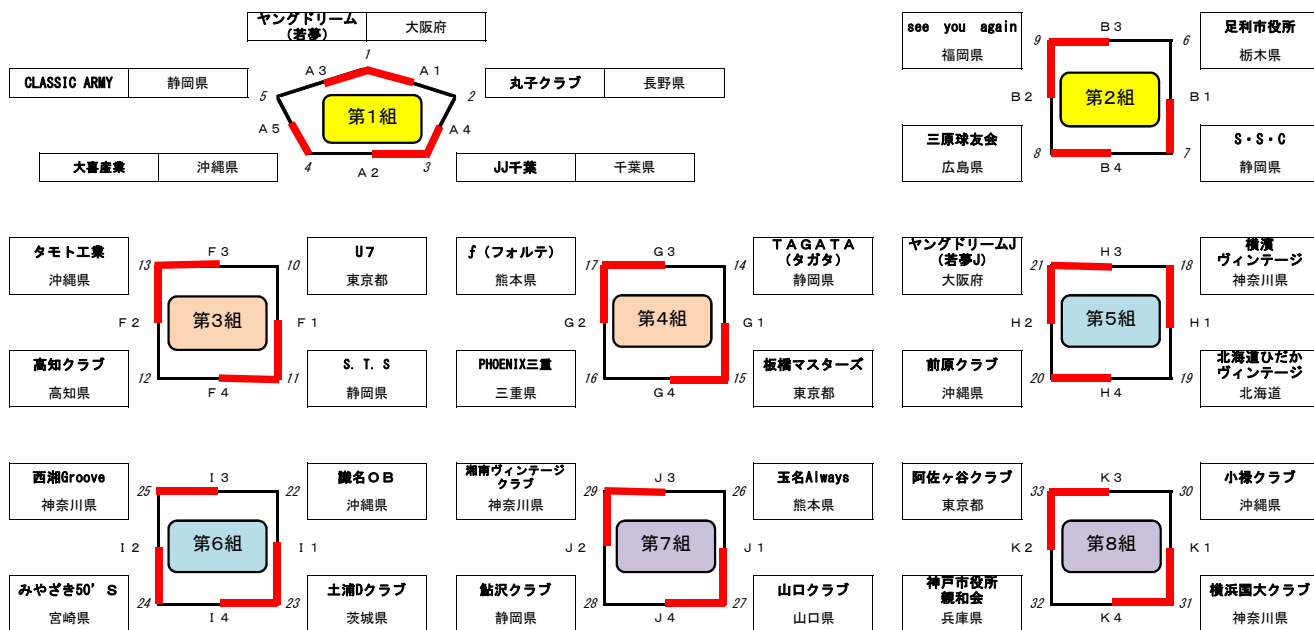 ヤングドリーム
(若夢)
大阪府
1
A3
A1
CLASSIC ARMY
静岡県
5
2
丸子クラブ
長野県
第1組
A5
A4
大喜産業
沖縄県
4
A2
3
JJ千葉
千葉県
see you again
福岡県
9
B3
6
足利市役所
栃木県
B2
第2組
B1
三原球友会
広島県
8
B4
7
S・S・C
静岡県
タモト工業
沖縄県
13
F3
10
U7
東京都
F2
第3組
F1
高知クラブ
高知県
12
F4
11
S.T.S
静岡県
f(フォルテ)
熊本県
17
G3
14
TAGATA
(タガタ)
静岡県
G2
第4組
G1
PHOENIX三重
三重県
16
G4
15
板橋マスターズ
東京都
ヤングドリームJ
(若夢J)
大阪府
21
H3
18
横濱
ヴィンテージ
神奈川県
H2
第5組
H1
前原クラブ
沖縄県
20
H4
19
北海道ひだか
ヴィンテージ
北海道
西湘Groove
神奈川県
25
I3
22
識名OB
沖縄県
I2
第6組
I1
みやざき50'S
宮崎県
24
I4
23
土浦Dクラブ
茨城県
湘南ヴィンテージ
クラブ
神奈川県
29
J3
26
玉名Always
熊本県
J2
第7組
J1
鮎沢クラブ
静岡県
28
J4
27
山口クラブ
山口県
阿佐ヶ谷クラブ
東京都
33
K3
30
小禄クラブ
沖縄県
K2
第8組
K1
神戸市役所
親和会
兵庫県
32
K4
31
横浜国大クラブ
神奈川県